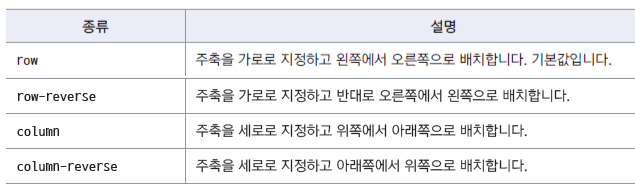 종류 설명
row 주축을 가로로 지정하고 왼쪽에서 오른쪽으로 배치합니다. 기본값입니다.
row-reverse 주축을 가로로 지정하고 반대로 오른쪽에서 왼쪽으로 배치합니다.
column 주축을 세로로 지정하고 위쪽에서 아래쪽으로 배치합니다.
column-reverse 주축을 세로로 지정하고 아래쪽에서 위쪽으로 배치합니다.